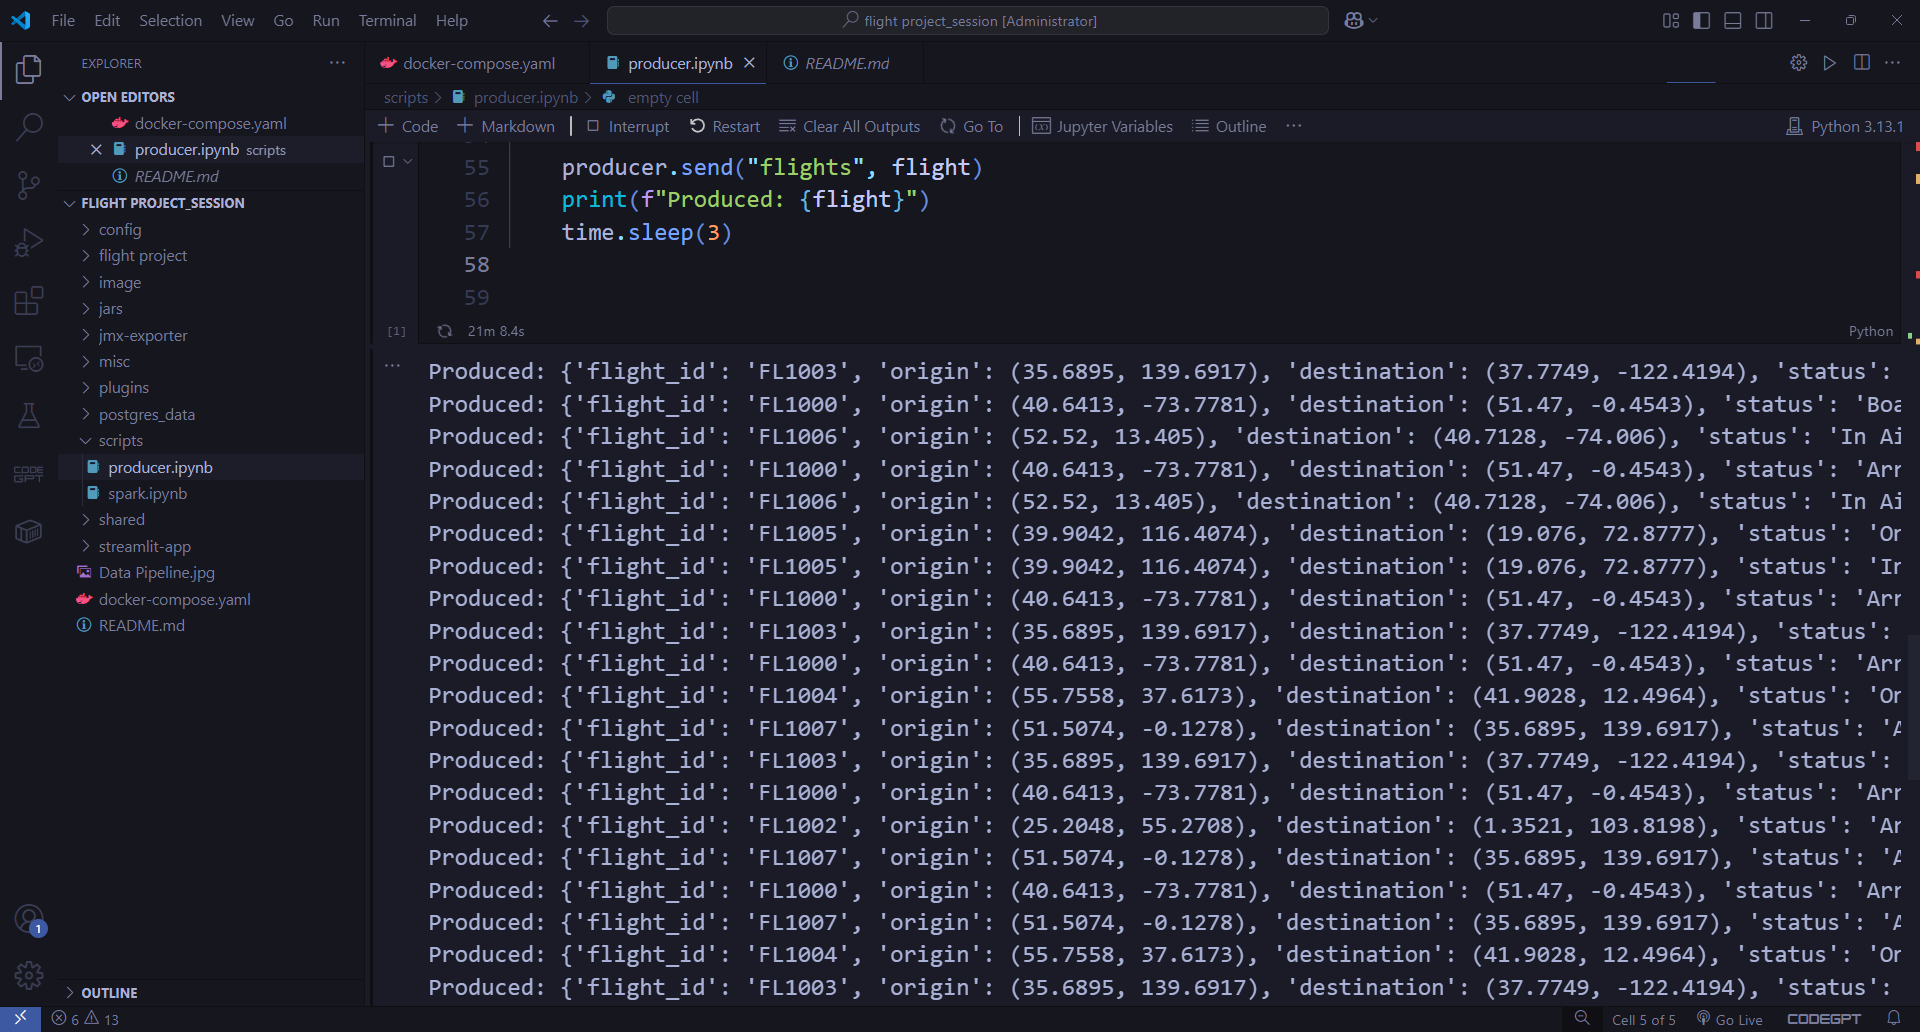 File Edit Selection View Go Run Terminal Help
flight project_session [Administrator]
EXPLORER
OPEN EDITORS
docker-compose.yaml
producer.ipynb scripts
README.md
FLIGHT PROJECT_SESSION
config
flight project
image
jars
jmx-exporter
misc
plugins
postgres_data
scripts
producer.ipynb
spark.ipynb
shared
streamlit-app
Data Pipeline.jpg
docker-compose.yaml
README.md
OUTLINE
CODE
GPT
1
docker-compose.yaml producer.ipynb README.md
scripts > producer.ipynb > empty cell
Code Markdown Interrupt Restart Clear All Outputs Go To Jupyter Variables Outline Python 3.13.1
55 producer.send("flights", flight)
56 print(f"Produced: {flight}")
57 time.sleep(3)
58
59
[1] 21m 8.4s Python
Produced: {'flight_id': 'FL1003', 'origin': (35.6895, 139.6917), 'destination': (37.7749, -122.4194), 'status':
Produced: {'flight_id': 'FL1000', 'origin': (40.6413, -73.7781), 'destination': (51.47, -0.4543), 'status': 'Boa
Produced: {'flight_id': 'FL1006', 'origin': (52.52, 13.405), 'destination': (40.7128, -74.006), 'status': 'In Ai
Produced: {'flight_id': 'FL1000', 'origin': (40.6413, -73.7781), 'destination': (51.47, -0.4543), 'status': 'Arr
Produced: {'flight_id': 'FL1006', 'origin': (52.52, 13.405), 'destination': (40.7128, -74.006), 'status': 'In Ai
Produced: {'flight_id': 'FL1005', 'origin': (39.9042, 116.4074), 'destination': (19.076, 72.8777), 'status': 'On
Produced: {'flight_id': 'FL1005', 'origin': (39.9042, 116.4074), 'destination': (19.076, 72.8777), 'status': 'In
Produced: {'flight_id': 'FL1000', 'origin': (40.6413, -73.7781), 'destination': (51.47, -0.4543), 'status': 'Arr
Produced: {'flight_id': 'FL1003', 'origin': (35.6895, 139.6917), 'destination': (37.7749, -122.4194), 'status':
Produced: {'flight_id': 'FL1000', 'origin': (40.6413, -73.7781), 'destination': (51.47, -0.4543), 'status': 'Arr
Produced: {'flight_id': 'FL1004', 'origin': (55.7558, 37.6173), 'destination': (41.9028, 12.4964), 'status': 'On
Produced: {'flight_id': 'FL1007', 'origin': (51.5074, -0.1278), 'destination': (35.6895, 139.6917), 'status': 'A
Produced: {'flight_id': 'FL1003', 'origin': (35.6895, 139.6917), 'destination': (37.7749, -122.4194), 'status':
Produced: {'flight_id': 'FL1000', 'origin': (40.6413, -73.7781), 'destination': (51.47, -0.4543), 'status': 'Arr
Produced: {'flight_id': 'FL1002', 'origin': (25.2048, 55.2708), 'destination': (1.3521, 103.8198), 'status': 'Ar
Produced: {'flight_id': 'FL1007', 'origin': (51.5074, -0.1278), 'destination': (35.6895, 139.6917), 'status': 'A
Produced: {'flight_id': 'FL1000', 'origin': (40.6413, -73.7781), 'destination': (51.47, -0.4543), 'status': 'Arr
Produced: {'flight_id': 'FL1007', 'origin': (51.5074, -0.1278), 'destination': (35.6895, 139.6917), 'status': 'A
Produced: {'flight_id': 'FL1004', 'origin': (55.7558, 37.6173), 'destination': (41.9028, 12.4964), 'status': 'On
Produced: {'flight_id': 'FL1003', 'origin': (35.6895, 139.6917), 'destination': (37.7749, -122.4194), 'status':
6 13 Cell 5 of 5 Go Live CODEGPT